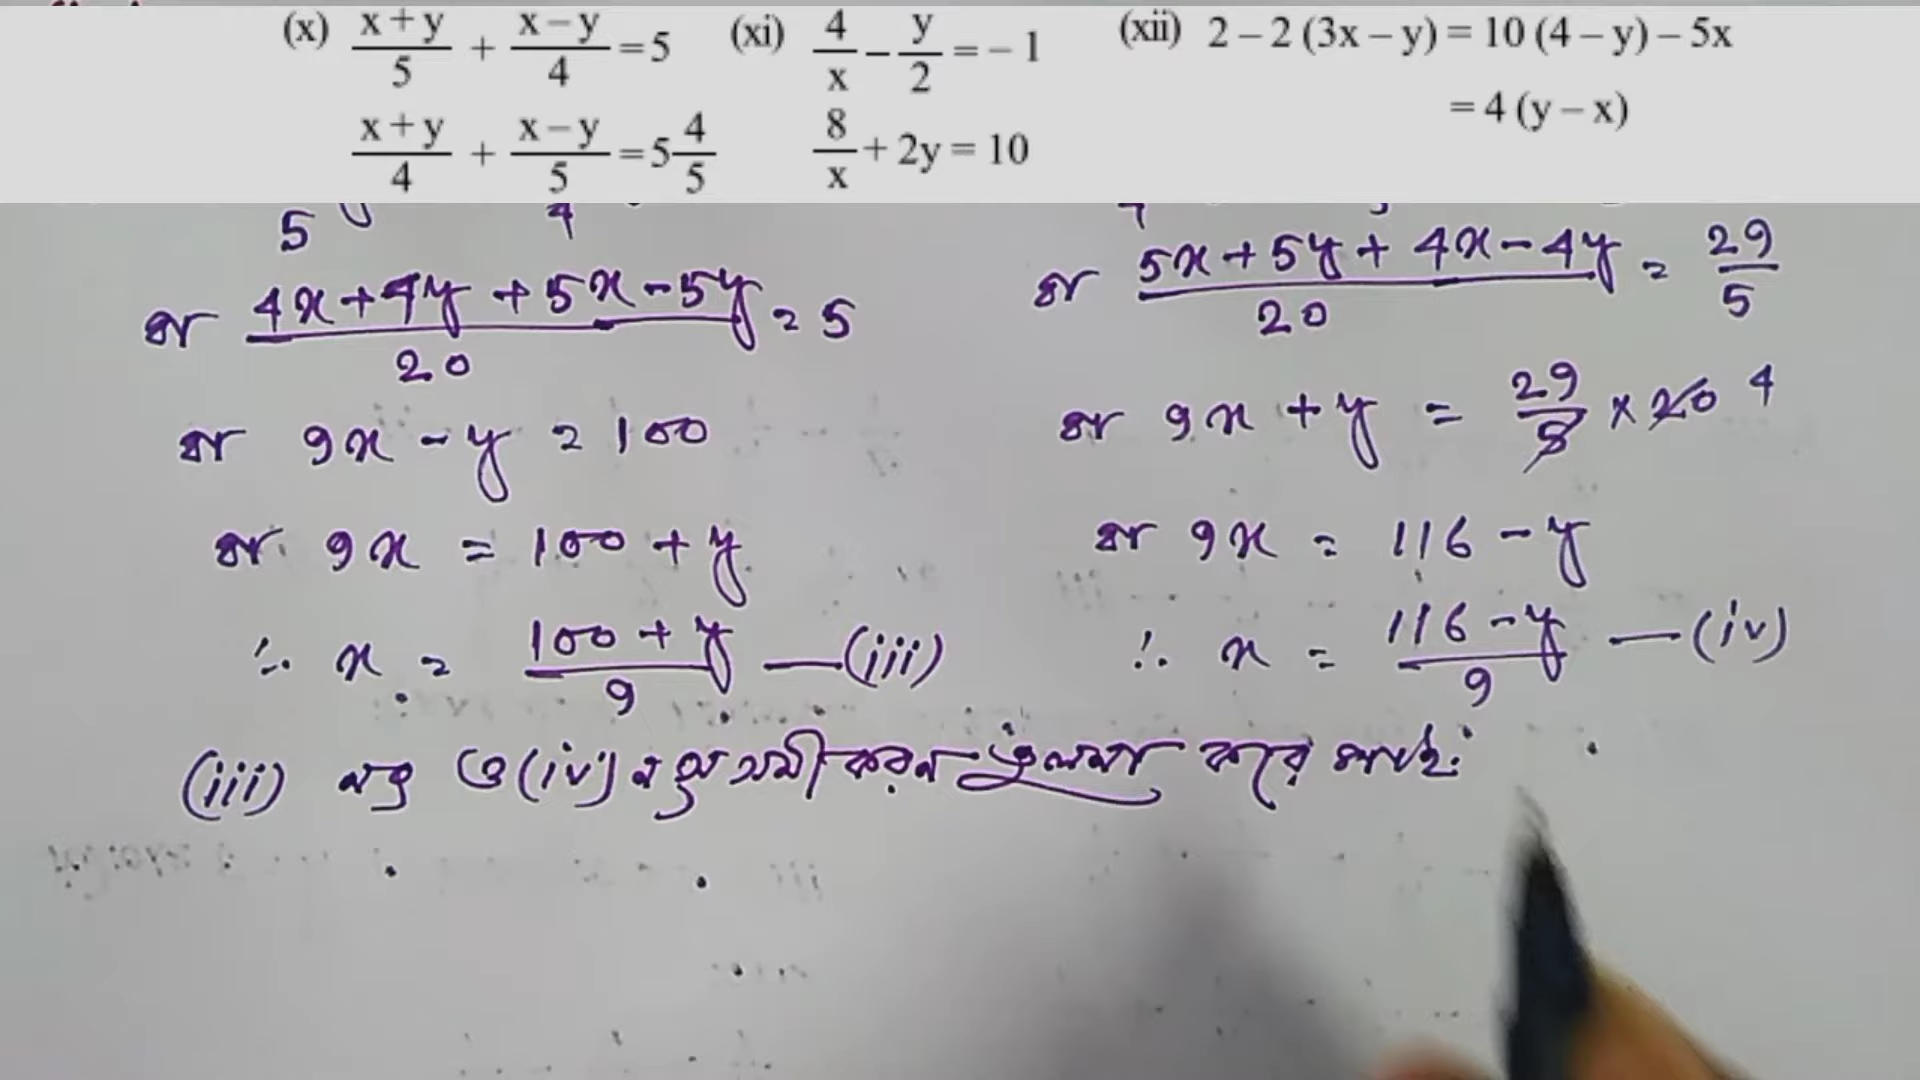 (x) x+y/5 + x−y/4 = 5 (xi) 4/x − y/2 = − 1 (xii) 2 − 2 (3x − y) = 10 (4 − y) − 5x
= 4 (y − x)
x+y/4 + x−y/5 = 5 4/5 8/x + 2y = 10
বা 4x+4y+5x−5y/20 = 5
বা 9x − y = 100
বা 9x = 100 + y
∴ x = 100 + y/9 —(iii)
বা 5x+5y+4x−4y/20 = 29/5
বা 9x + y = 29/5 × 20 4
বা 9x = 116 − y
∴ x = 116 − y/9 —(iv)
(iii) নং ও (iv) নং সমীকরণ তুলনা করে পাই: